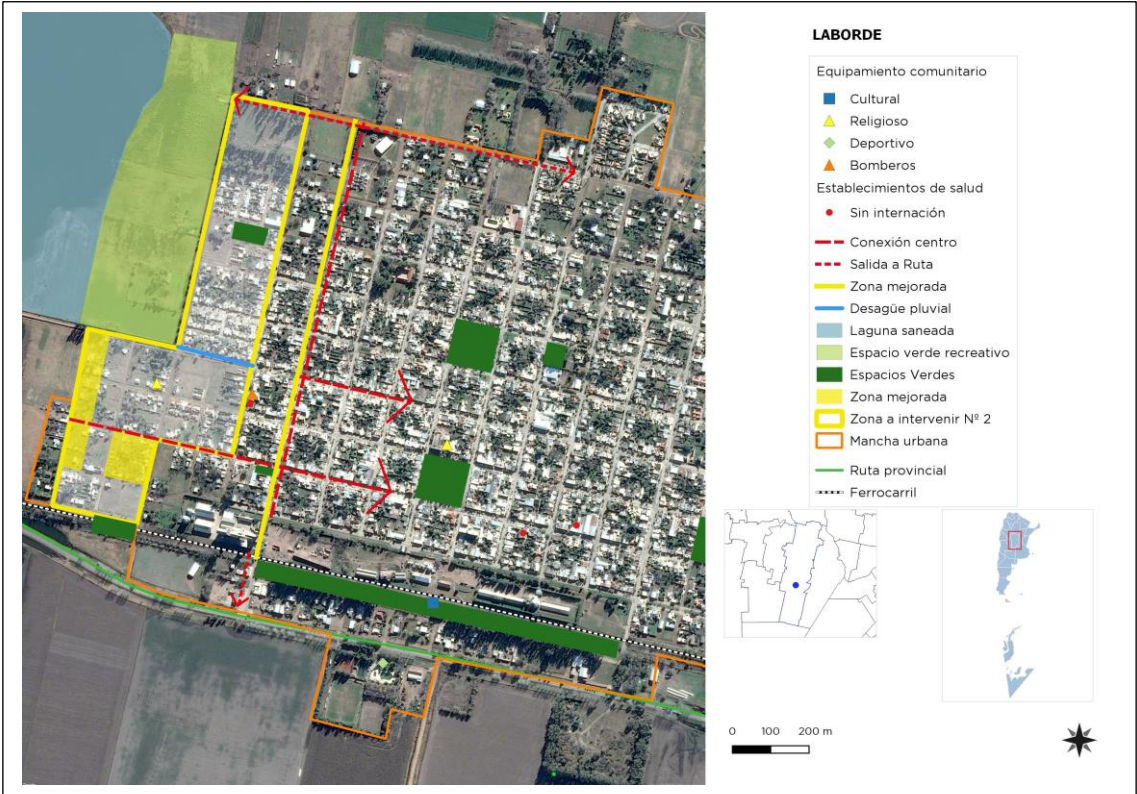 LABORDE
Equipamiento comunitario
Cultural
Religioso
Deportivo
Bomberos
Establecimientos de salud
Sin internación
Conexión centro
Salida a Ruta
Zona mejorada
Desagüe pluvial
Laguna saneada
Espacio verde recreativo
Espacios Verdes
Zona mejorada
Zona a intervenir Nº 2
Mancha urbana
Ruta provincial
Ferrocarril
0 100 200 m